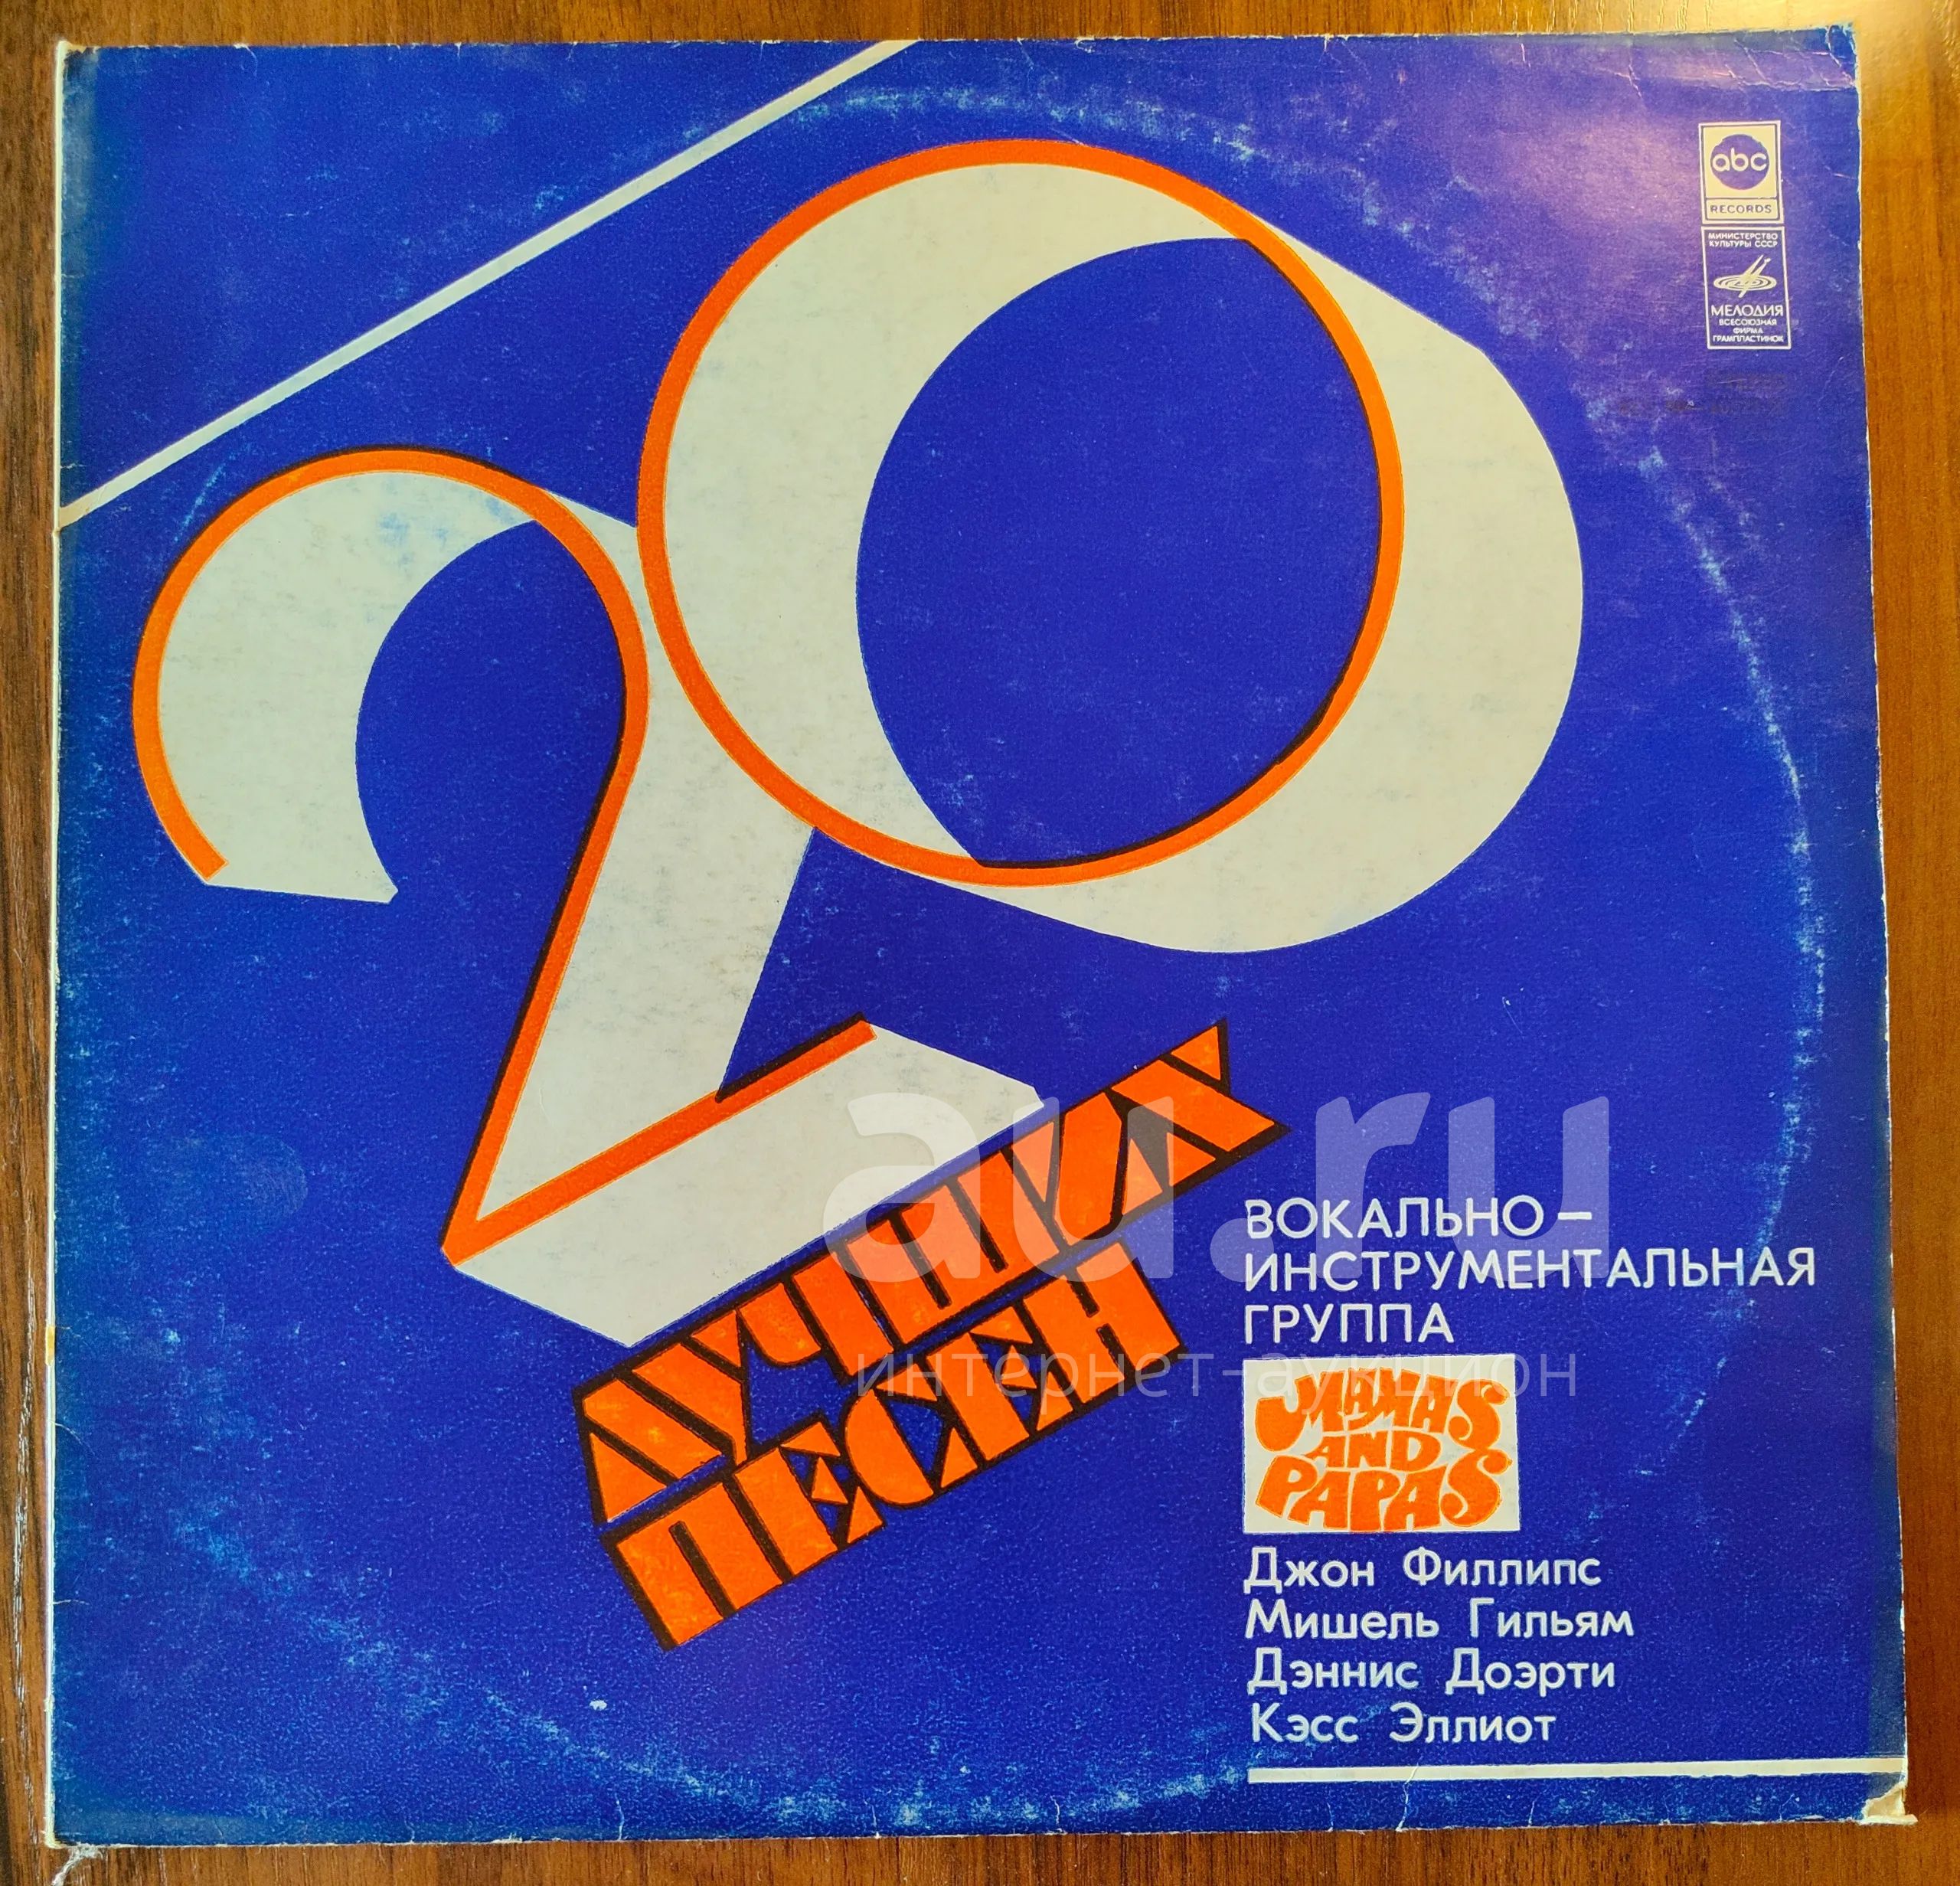 abc
RECORDS
МИНИСТЕРСТВО
КУЛЬТУРЫ СССР
МЕЛОДИЯ
ВСЕСОЮЗНАЯ
ФИРМА
ГРАМПЛАСТИНОК
20
ЛУЧШИХ
ПЕСЕН
au.ru
интернет-аукцион
ВОКАЛЬНО–
ИНСТРУМЕНТАЛЬНАЯ
ГРУППА
MAMAS
AND
PAPAS
Джон Филлипс
Мишель Гильям
Дэннис Доэрти
Кэсс Эллиот